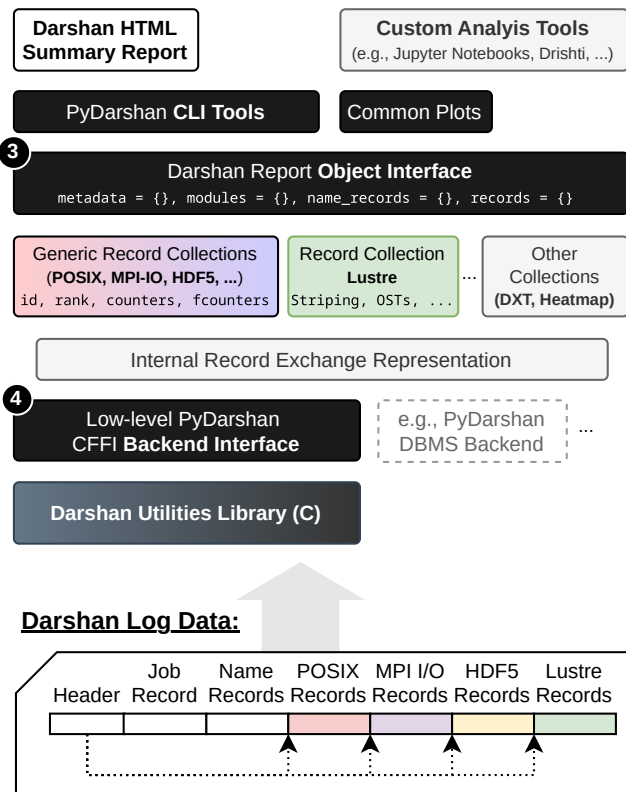 Darshan HTML
Summary Report
Custom Analyis Tools
(e.g., Jupyter Notebooks, Drishti, ...)
PyDarshan CLI Tools
Common Plots
3
Darshan Report Object Interface
metadata = {}, modules = {}, name_records = {}, records = {}
Generic Record Collections
(POSIX, MPI-IO, HDF5, ...)
id, rank, counters, fcounters
Record Collection
Lustre
Striping, OSTs, ...
...
Other
Collections
(DXT, Heatmap)
Internal Record Exchange Representation
4
Low-level PyDarshan
CFFI Backend Interface
e.g., PyDarshan
DBMS Backend
...
Darshan Utilities Library (C)
Darshan Log Data:
Header
Job
Record
Name
Records
POSIX
Records
MPI I/O
Records
HDF5
Records
Lustre
Records